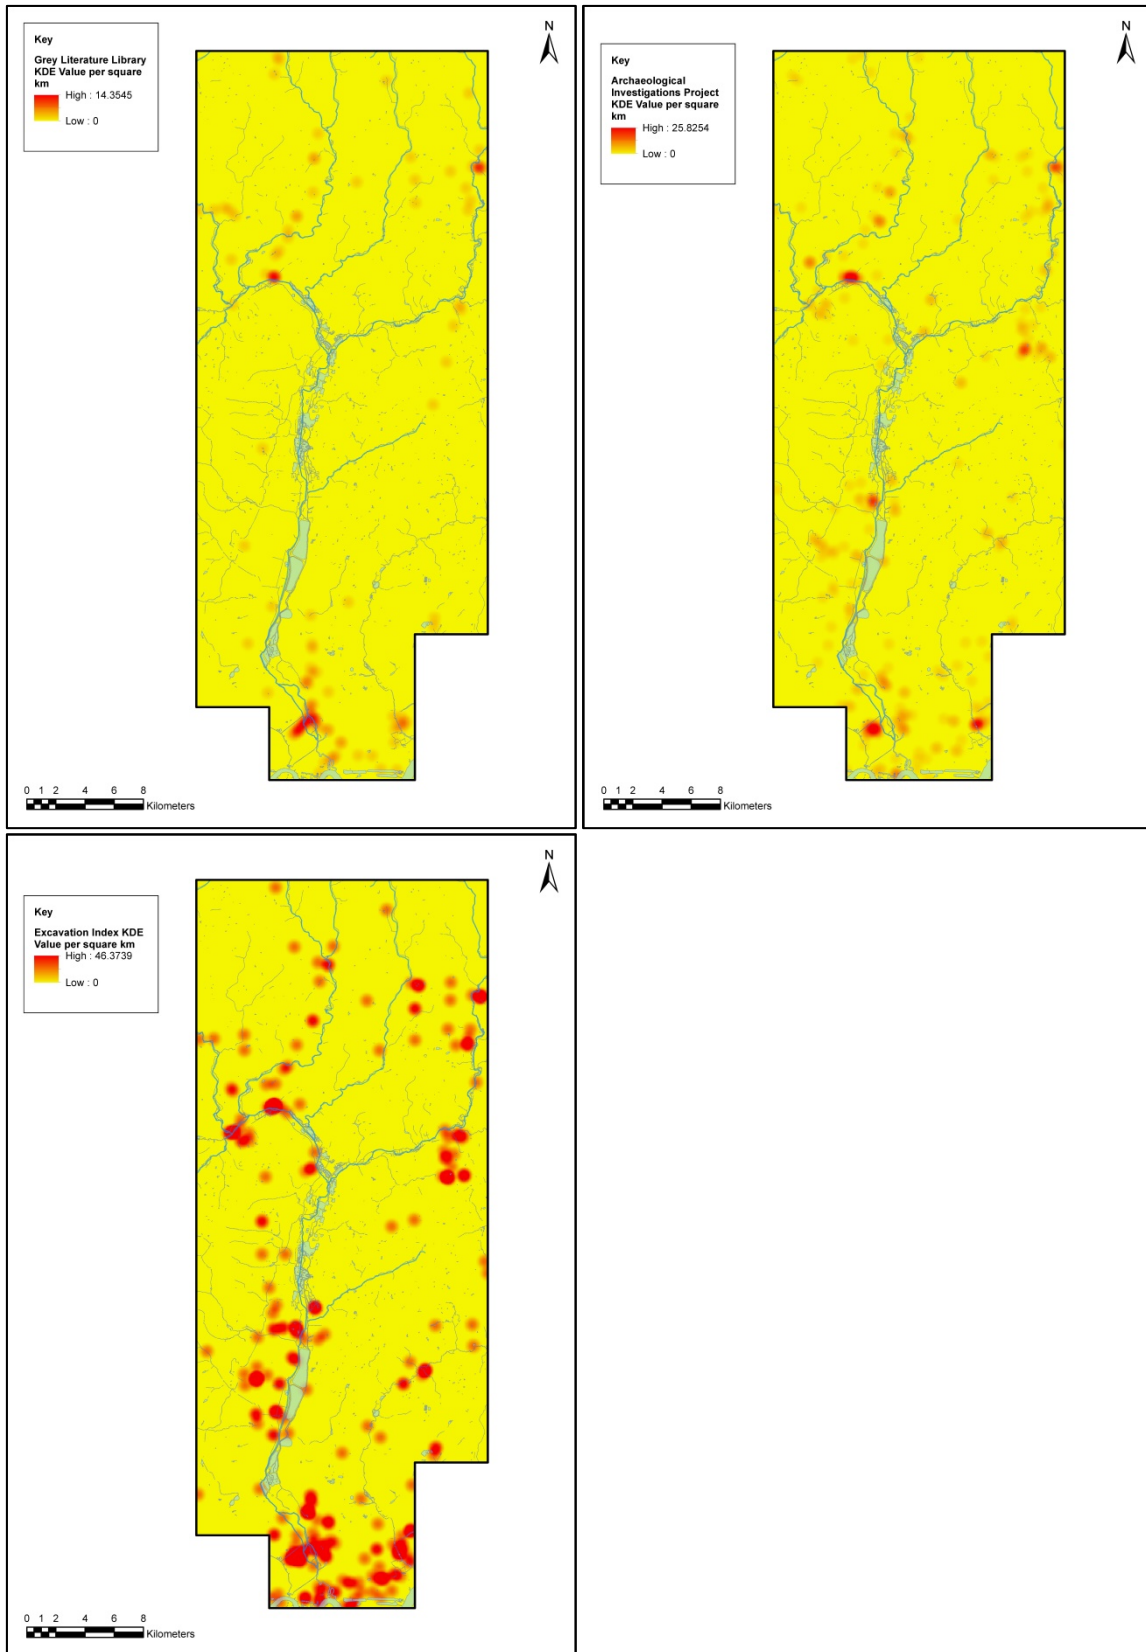 N
Key
Grey Literature Library
KDE Value per square
km
High : 14.3545
Low : 0
0 1 2 4 6 8
Kilometers
N
Key
Archaeological
Investigations Project
KDE Value per square
km
High : 25.8254
Low : 0
0 1 2 4 6 8
Kilometers
N
Key
Excavation Index KDE
Value per square km
High : 46.3739
Low : 0
0 1 2 4 6 8
Kilometers